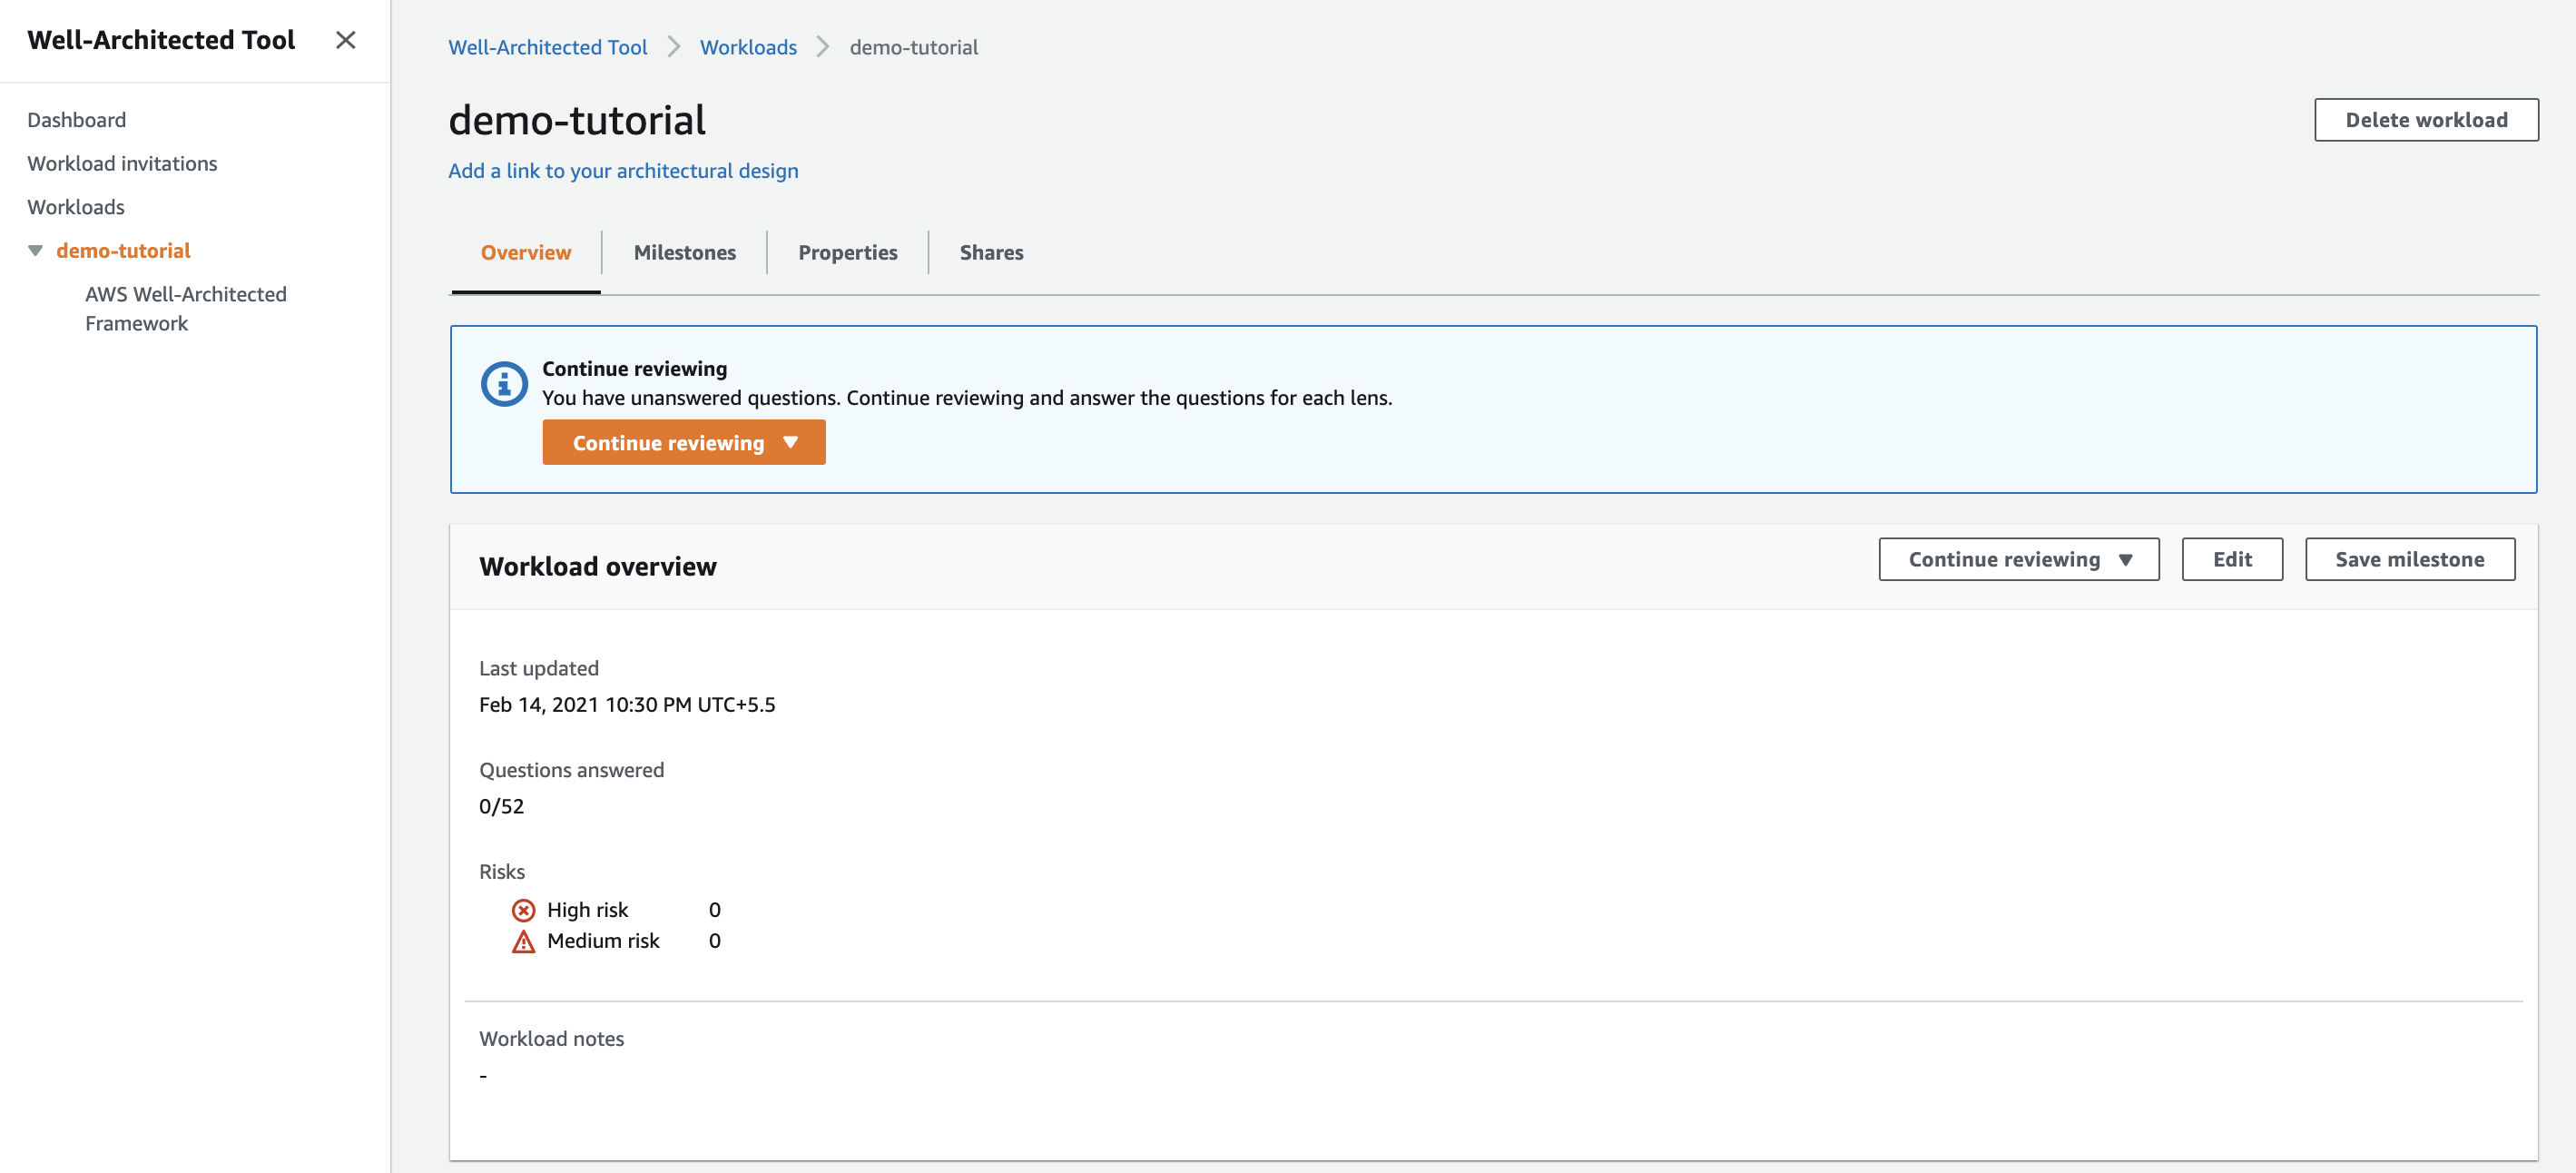 Well-Architected Tool
Dashboard
Workload invitations
Workloads
demo-tutorial
AWS Well-Architected
Framework
Well-Architected Tool
Workloads
demo-tutorial
demo-tutorial
Delete workload
Add a link to your architectural design
Overview
Milestones
Properties
Shares
Continue reviewing
You have unanswered questions. Continue reviewing and answer the questions for each lens.
Continue reviewing
Workload overview
Continue reviewing
Edit
Save milestone
Last updated
Feb 14, 2021 10:30 PM UTC+5.5
Questions answered
0/52
Risks
High risk 0
Medium risk 0
Workload notes
-